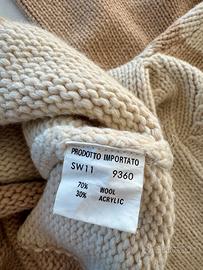 PRODOTTO IMPORTATO
SW11 9360
70% WOOL
30% ACRYLIC